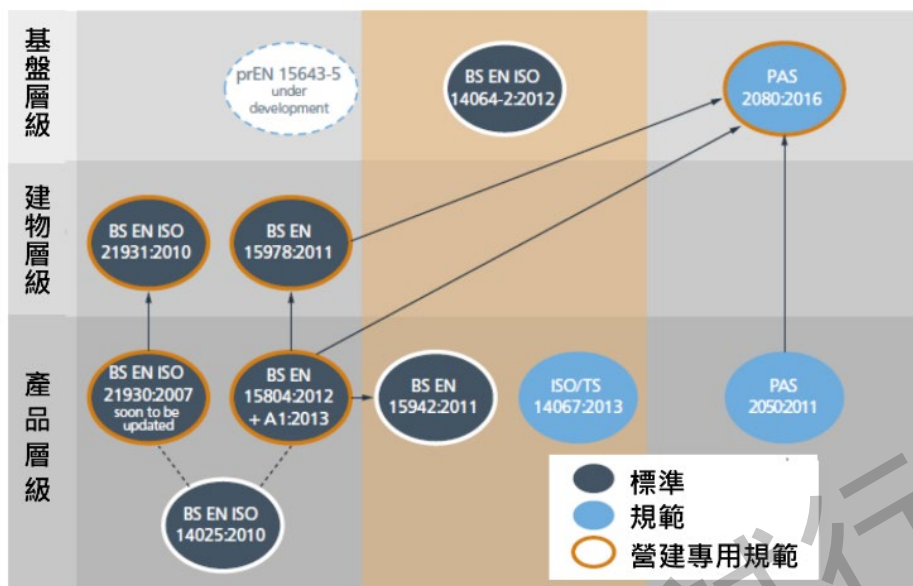 基盤層級
prEN 15643-5
under
development
BS EN ISO
14064-2:2012
PAS
2080:2016
建物層級
BS EN ISO
21931:2010
BS EN
15978:2011
產品層級
BS EN ISO
21930:2007
soon to be
updated
BS EN
15804:2012
+ A1:2013
BS EN
15942:2011
ISO/TS
14067:2013
PAS
2050:2011
BS EN ISO
14025:2010
標準
規範
營建專用規範
試行